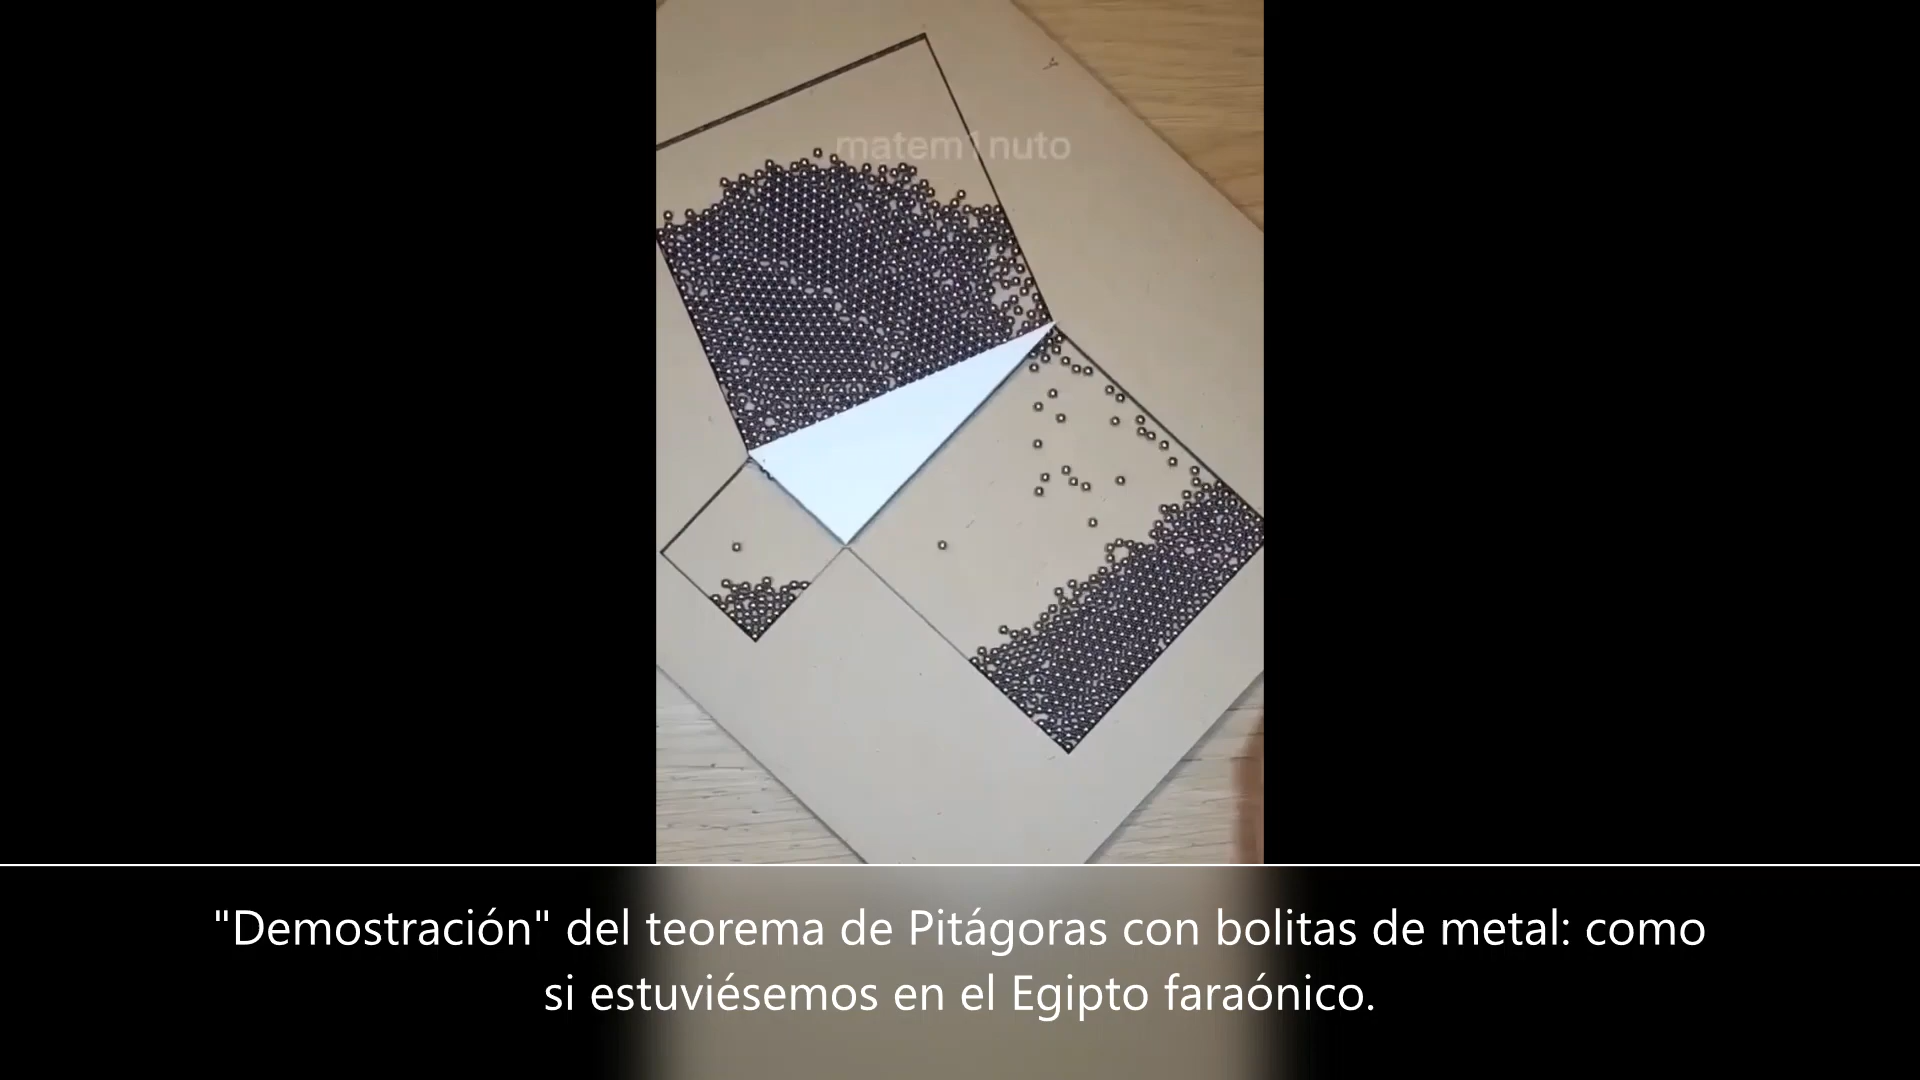 matem1nuto
"Demostración" del teorema de Pitágoras con bolitas de metal: como
si estuviésemos en el Egipto faraónico.